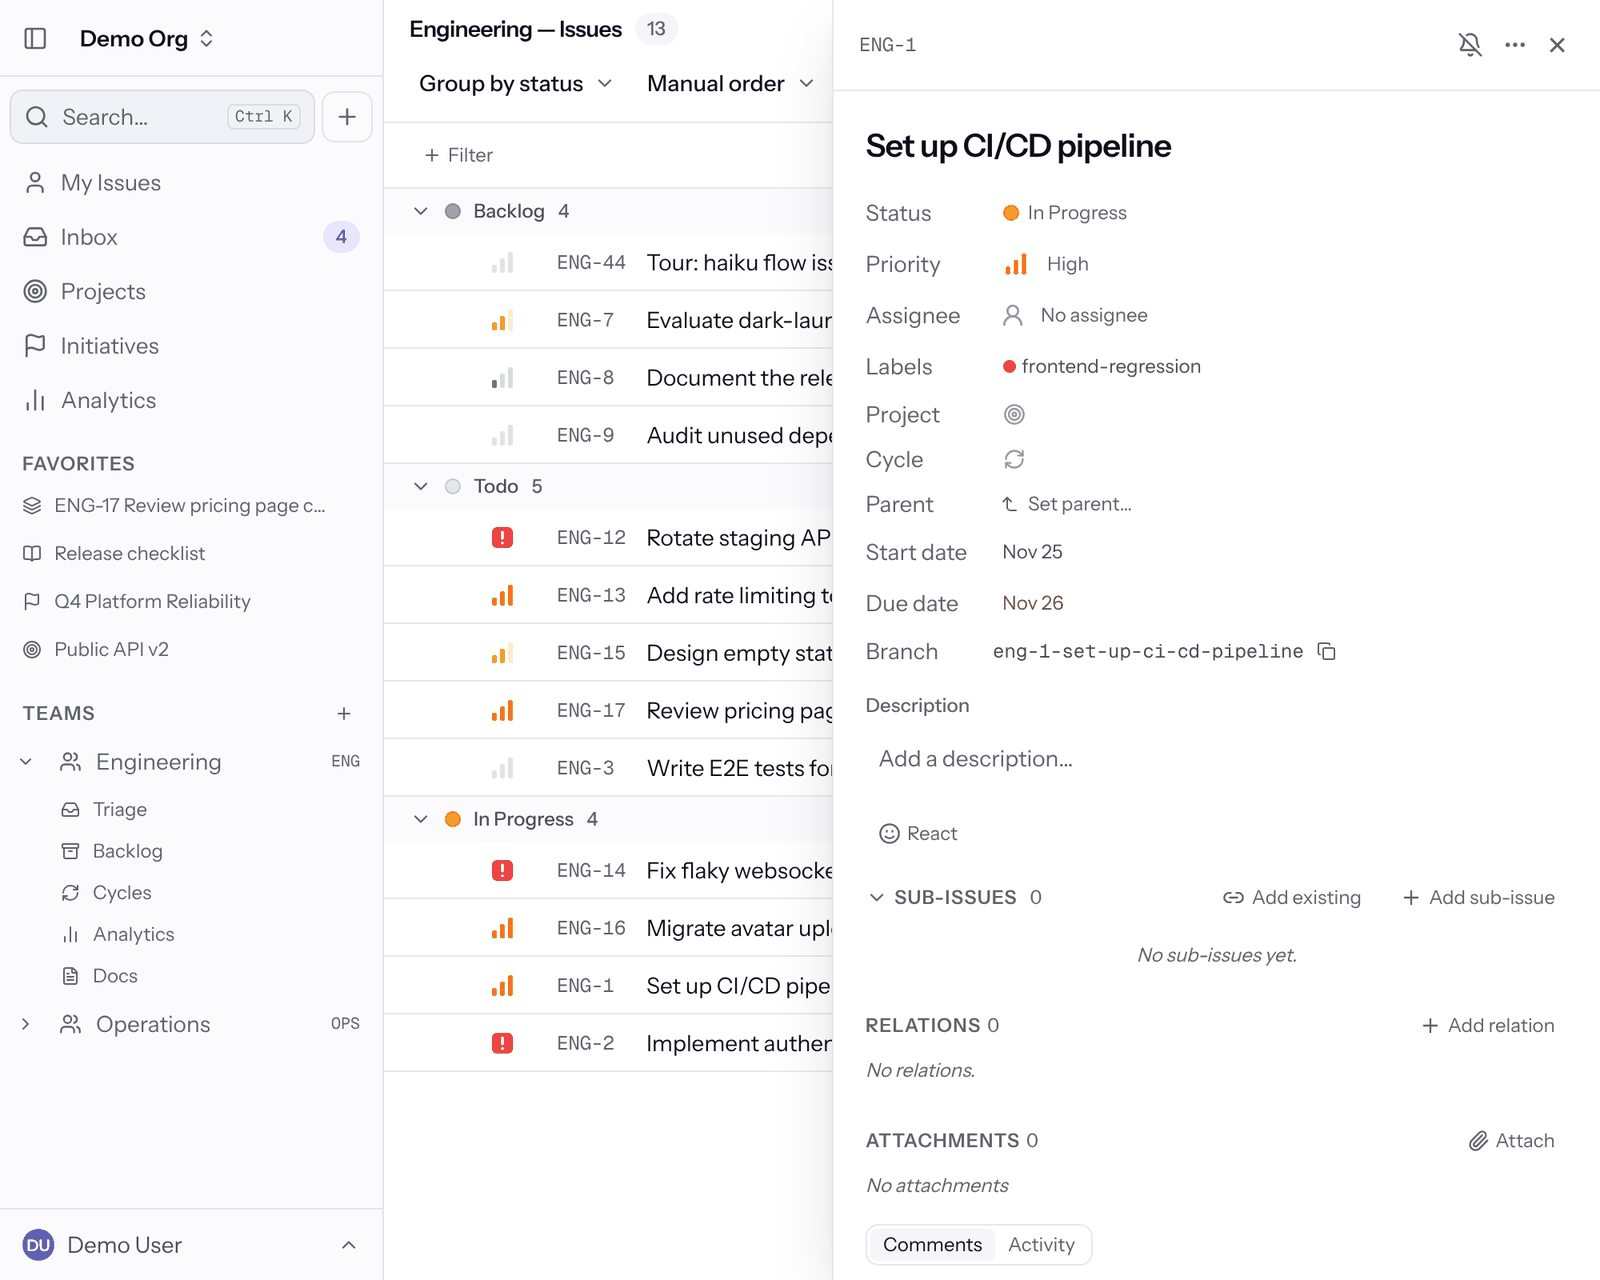 Demo Org
Search...
Ctrl K
My Issues
Inbox
4
Projects
Initiatives
Analytics
FAVORITES
ENG-17 Review pricing page c...
Release checklist
Q4 Platform Reliability
Public API v2
TEAMS
Engineering
ENG
Triage
Backlog
Cycles
Analytics
Docs
Operations
OPS
DU
Demo User
Engineering — Issues
13
Group by status
Manual order
Filter
Backlog 4
ENG-44 Tour: haiku flow iss
ENG-7 Evaluate dark-laun
ENG-8 Document the rele
ENG-9 Audit unused depe
Todo 5
ENG-12 Rotate staging AP
ENG-13 Add rate limiting to
ENG-15 Design empty stat
ENG-17 Review pricing pag
ENG-3 Write E2E tests for
In Progress 4
ENG-14 Fix flaky websocke
ENG-16 Migrate avatar uplo
ENG-1 Set up CI/CD pipe
ENG-2 Implement authen
ENG-1
Set up CI/CD pipeline
Status In Progress
Priority High
Assignee No assignee
Labels frontend-regression
Project
Cycle
Parent Set parent...
Start date Nov 25
Due date Nov 26
Branch eng-1-set-up-ci-cd-pipeline
Description
Add a description...
React
SUB-ISSUES 0
Add existing
Add sub-issue
No sub-issues yet.
RELATIONS 0
Add relation
No relations.
ATTACHMENTS 0
Attach
No attachments
Comments
Activity